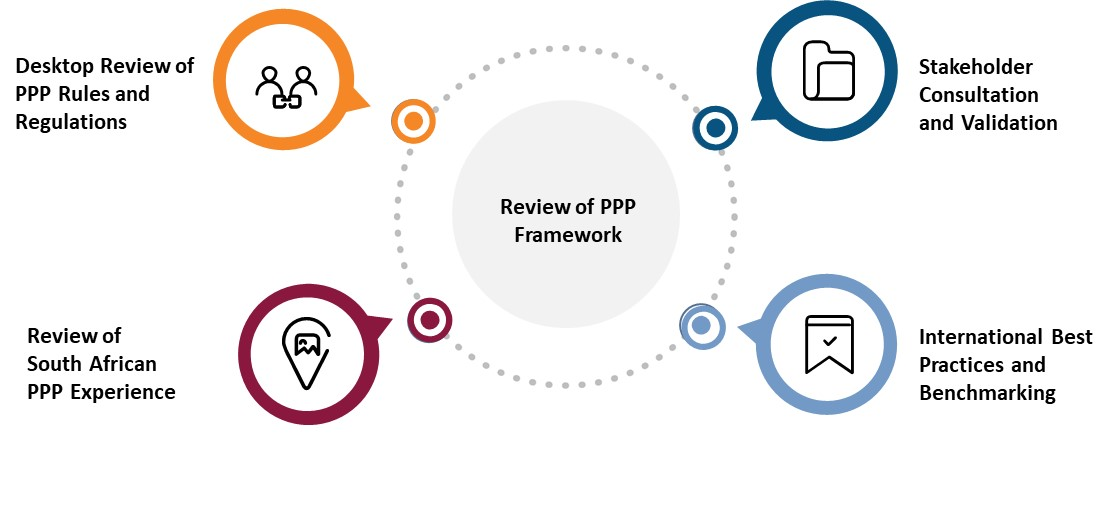 Desktop Review of
PPP Rules and
Regulations
Stakeholder
Consultation
and Validation
Review of PPP
Framework
Review of
South African
PPP Experience
International Best
Practices and
Benchmarking